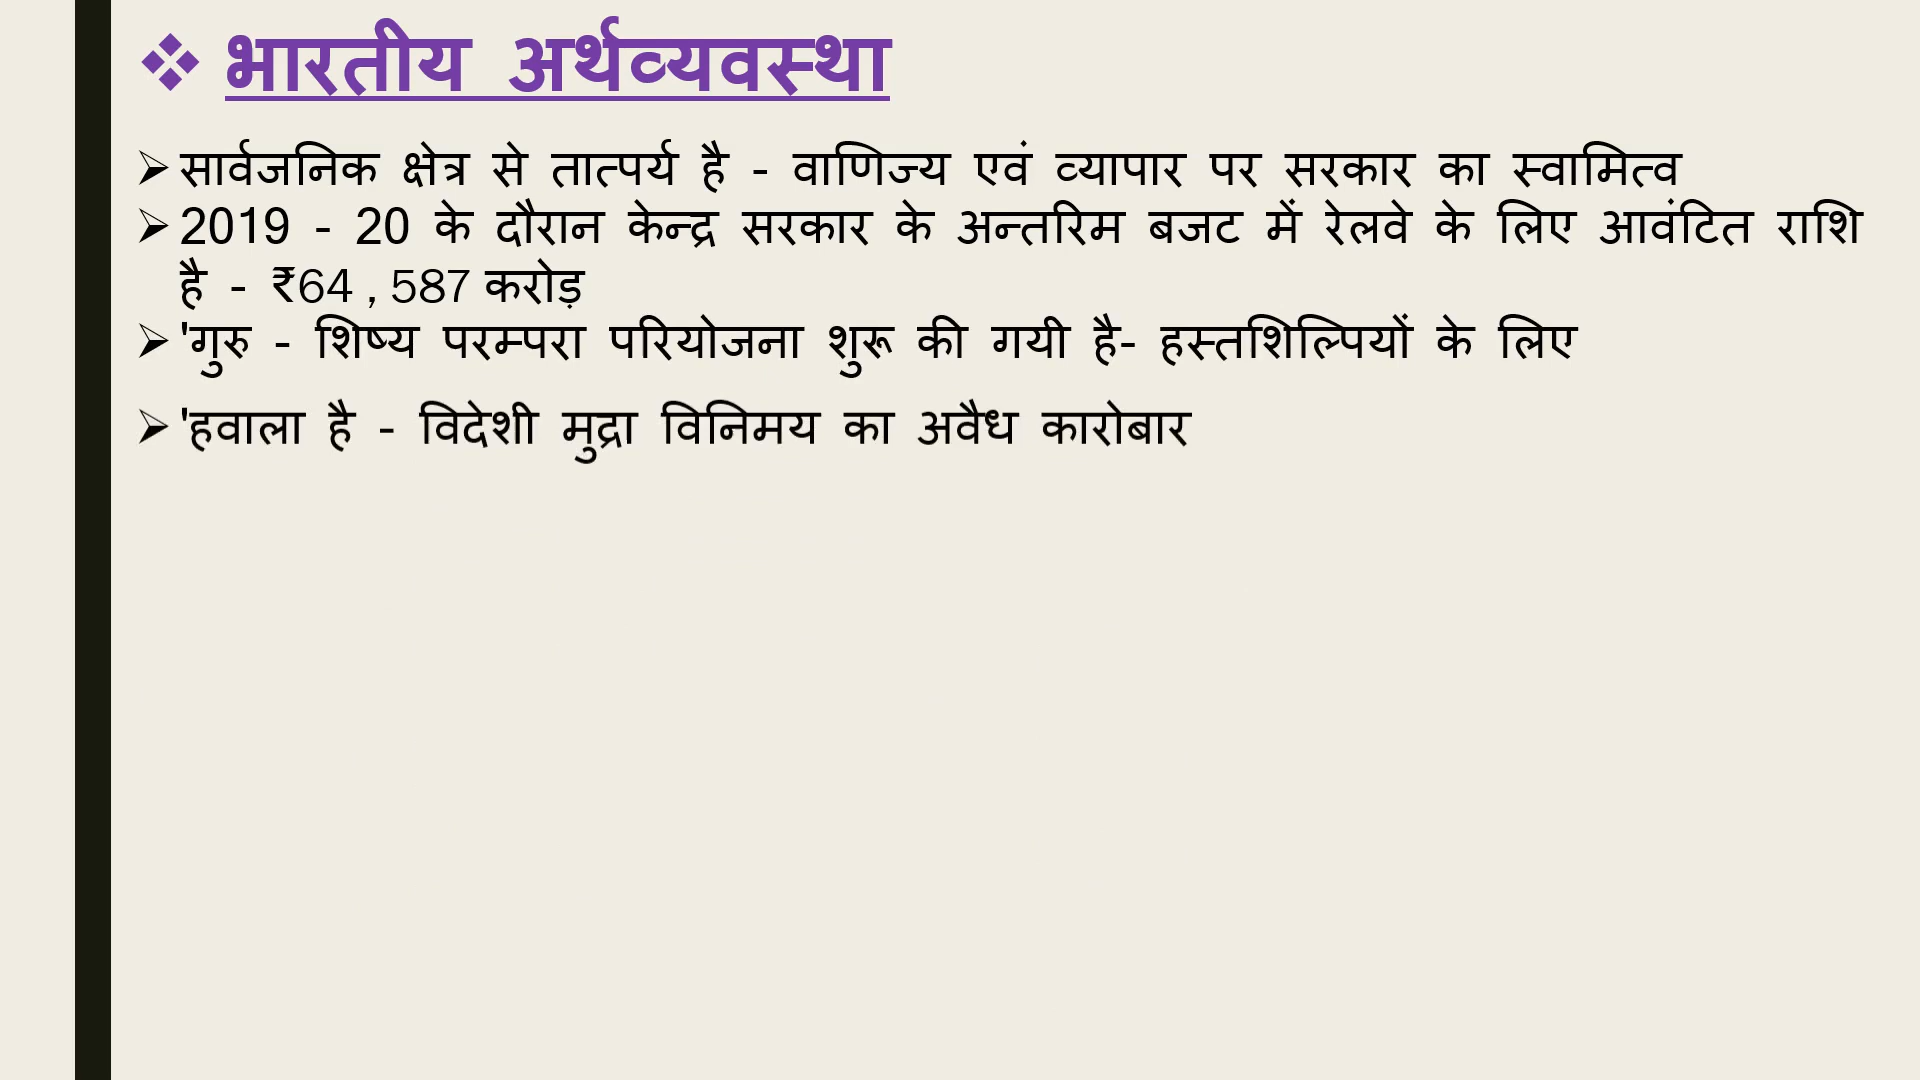 ❖ भारतीय अर्थव्यवस्था
➢ सार्वजनिक क्षेत्र से तात्पर्य है - वाणिज्य एवं व्यापार पर सरकार का स्वामित्व
➢ 2019 - 20 के दौरान केन्द्र सरकार के अन्तरिम बजट में रेलवे के लिए आवंटित राशि
है - ₹64 , 587 करोड़
➢ 'गुरु - शिष्य परम्परा परियोजना शुरू की गयी है- हस्तशिल्पियों के लिए
➢ 'हवाला है - विदेशी मुद्रा विनिमय का अवैध कारोबार